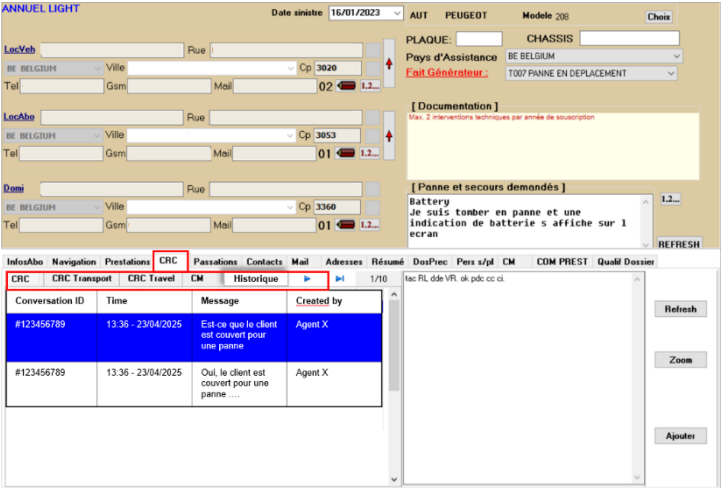 ANNUEL LIGHT
Date sinistre 16/01/2023
AUT PEUGEOT Modele 208 Choix
PLAQUE: CHASSIS
Pays d'Assistance BE BELGIUM
Fait Générateur : T007 PANNE EN DEPLACEMENT
LocVeh Rue
BE BELGIUM Ville Cp 3020
Tel Gsm Mail 02 1,2...
LocAbo Rue
BE BELGIUM Ville Cp 3053
Tel Gsm Mail 01 1,2...
Domi Rue
BE BELGIUM Ville Cp 3360
Tel Gsm Mail 01 1,2...
[ Documentation ]
Max. 2 interventions techniques par année de souscription
[ Panne et secours demandés ]
Battery
Je suis tomber en panne et une
indication de batterie s affiche sur l
ecran
1.2...
REFRESH
InfosAbo Navigation Prestations CRC Passations Contacts Mail Adresses Résumé DosPrec Pers s/pl CM COM PREST Qualif Dossier
CRC CRC Transport CRC Travel CM Historique 1/10
Conversation ID Time Message Created by
#123456789 13:36 - 23/04/2025 Est-ce que le client
est couvert pour
une panne
Agent X
#123456789 13:36 - 23/04/2025 Oui, le client est
couvert pour une
panne ....
Agent X
tac RL dde VR. ok pdc cc ci.
Refresh
Zoom
Ajouter